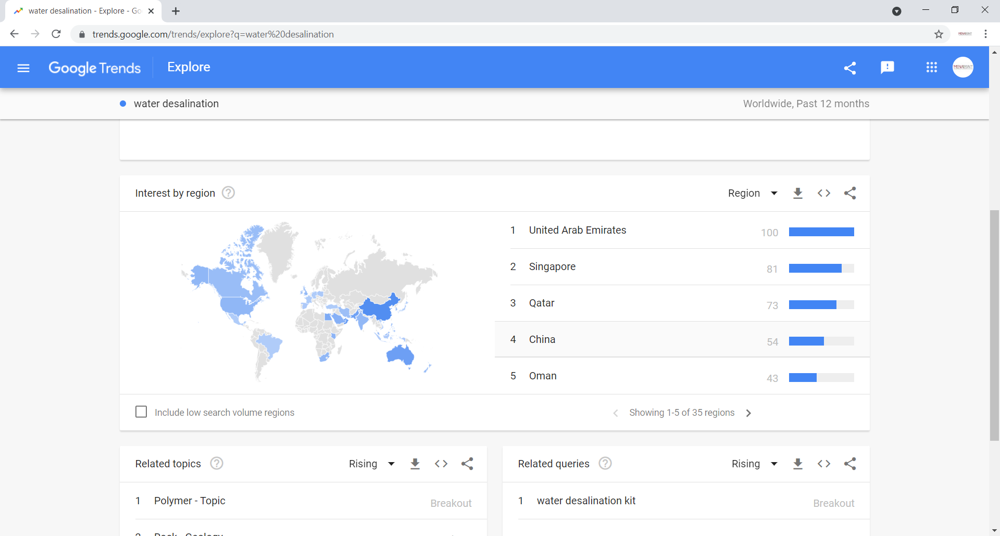 water desalination - Explore - Go
trends.google.com/trends/explore?q=water%20desalination
Google Trends
Explore
water desalination
Worldwide, Past 12 months
Interest by region
Region
1 United Arab Emirates 100
2 Singapore 81
3 Qatar 73
4 China 54
5 Oman 43
Include low search volume regions
Showing 1-5 of 35 regions
Related topics
Rising
Related queries
Rising
1 Polymer - Topic Breakout
1 water desalination kit Breakout